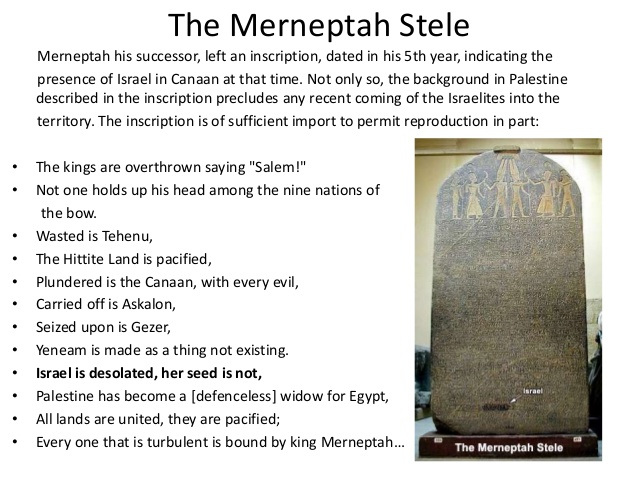 The Merneptah Stele
Merneptah his successor, left an inscription, dated in his 5th year, indicating the
presence of Israel in Canaan at that time. Not only so, the background in Palestine
described in the inscription precludes any recent coming of the Israelites into the
territory. The inscription is of sufficient import to permit reproduction in part:
• The kings are overthrown saying "Salem!"
• Not one holds up his head among the nine nations of
the bow.
• Wasted is Tehenu,
• The Hittite Land is pacified,
• Plundered is the Canaan, with every evil,
• Carried off is Askalon,
• Seized upon is Gezer,
• Yeneam is made as a thing not existing.
• Israel is desolated, her seed is not,
• Palestine has become a [defenceless] widow for Egypt,
• All lands are united, they are pacified;
• Every one that is turbulent is bound by king Merneptah…
Israel
The Merneptah Stele